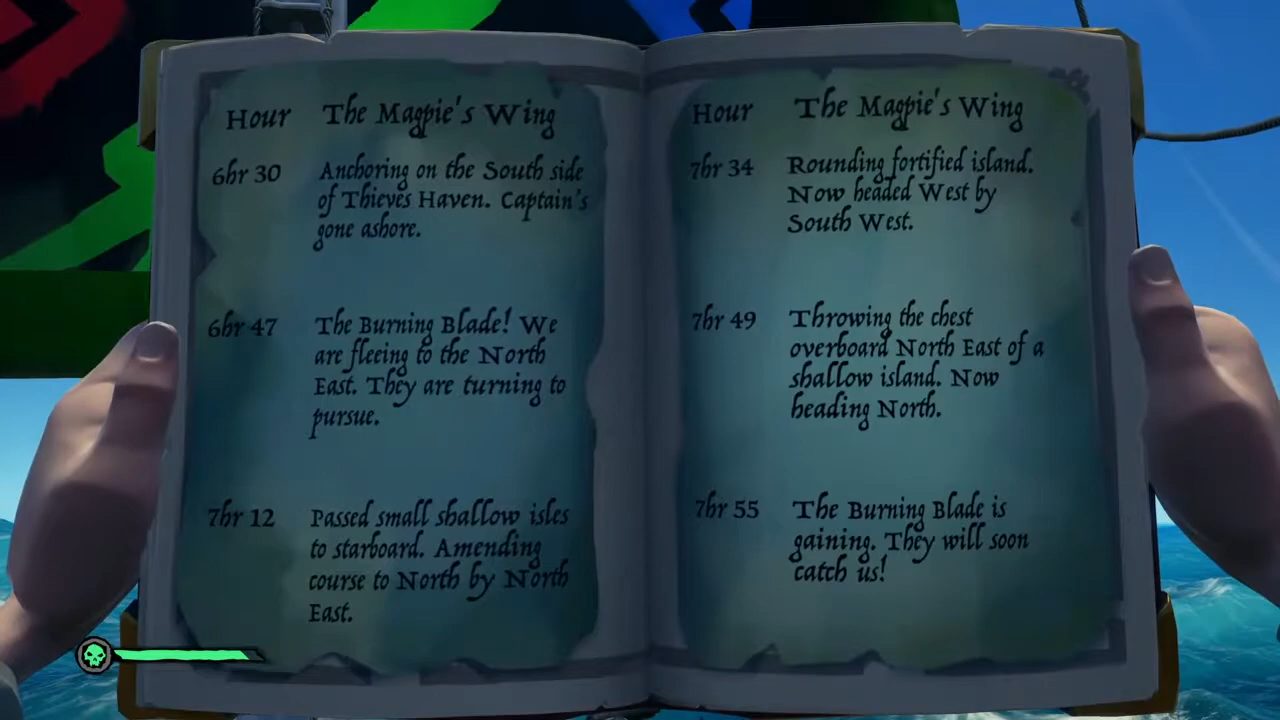 Hour The Magpie's Wing
6hr 30 Anchoring on the South side
of Thieves Haven. Captain's
gone ashore.
6hr 47 The Burning Blade! We
are fleeing to the North
East. They are turning to
pursue.
7hr 12 Passed small shallow isles
to starboard. Amending
course to North by North
East.
Hour The Magpie's Wing
7hr 34 Rounding fortified island.
Now headed West by
South West.
7hr 49 Throwing the chest
overboard North East of a
shallow island. Now
heading North.
7hr 55 The Burning Blade is
gaining. They will soon
catch us!